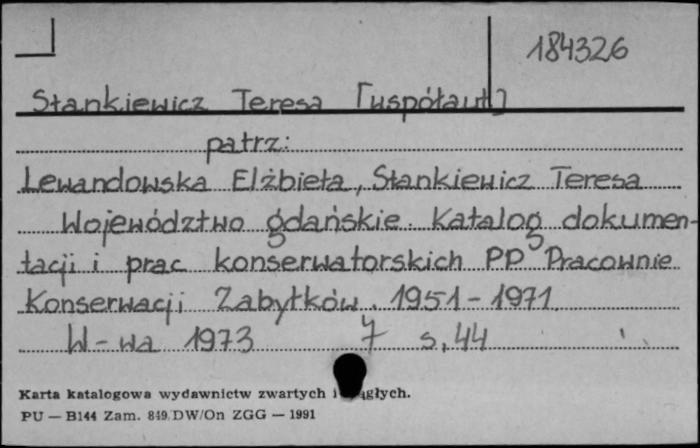 184326
Stankiewicz Teresa [współaut.]
patrz:
Lewandowska Elżbieta, Stankiewicz Teresa
Województwo gdańskie. Katalog dokumen-
tacji i prac konserwatorskich PP Pracownie
Konserwacji Zabytków. 1951-1971.
W-wa 1973 s. 44
Karta katalogowa wydawnictw zwartych i
PU — B144 Zam. 849. DW/On ZGG — 1991